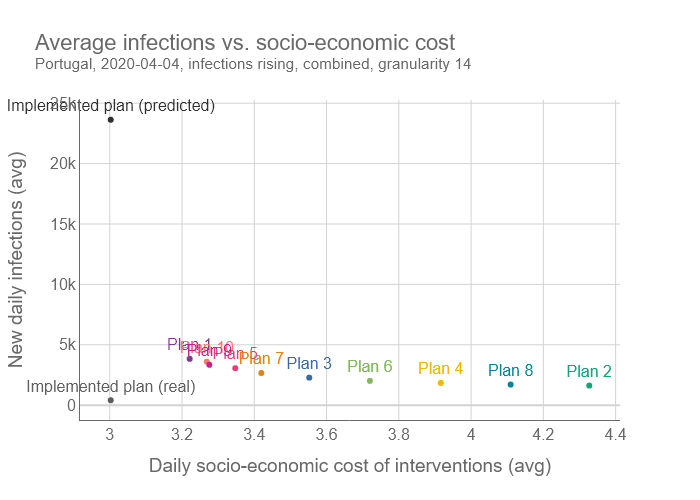 Average infections vs. socio-economic cost
Portugal, 2020-04-04, infections rising, combined, granularity 14
Implemented plan (predicted)
25k
20k
15k
10k
5k
0
New daily infections (avg)
Plan 1
Plan 10
Plan 9
Plan 5
Plan 7
Plan 3
Plan 6
Plan 4
Plan 8
Plan 2
Implemented plan (real)
3
3.2
3.4
3.6
3.8
4
4.2
4.4
Daily socio-economic cost of interventions (avg)